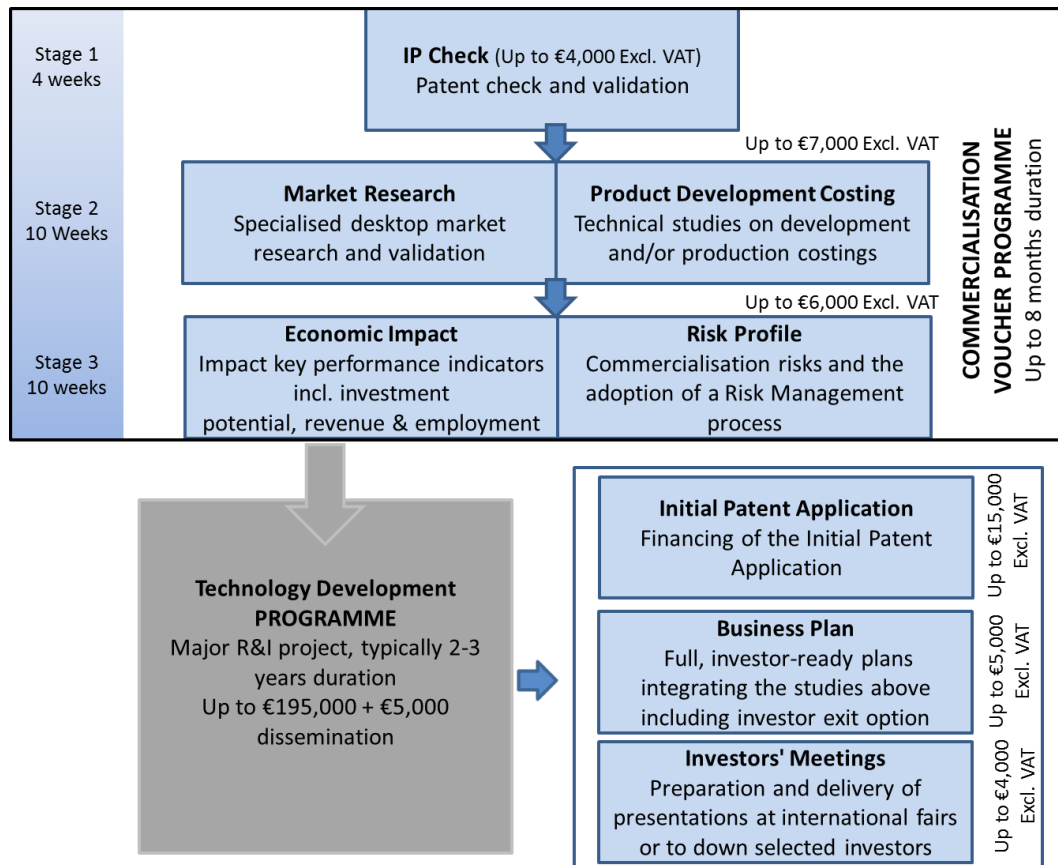 Stage 1
4 weeks
IP Check (Up to €4,000 Excl. VAT)
Patent check and validation
Up to €7,000 Excl. VAT
Stage 2
10 Weeks
Market Research
Specialised desktop market
research and validation
Product Development Costing
Technical studies on development
and/or production costings
Up to €6,000 Excl. VAT
Stage 3
10 weeks
Economic Impact
Impact key performance indicators
incl. investment
potential, revenue & employment
Risk Profile
Commercialisation risks and the
adoption of a Risk Management
process
COMMERCIALISATION
VOUCHER PROGRAMME
Up to 8 months duration
Technology Development
PROGRAMME
Major R&I project, typically 2-3
years duration
Up to €195,000 + €5,000
dissemination
Initial Patent Application
Financing of the Initial Patent
Application
Up to €15,000
Excl. VAT
Business Plan
Full, investor-ready plans
integrating the studies above
including investor exit option
Up to €5,000
Excl. VAT
Investors' Meetings
Preparation and delivery of
presentations at international fairs
or to down selected investors
Up to €4,000
Excl. VAT